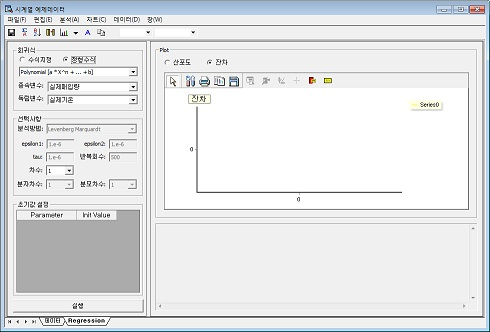 시계열 예제데이터
파일(F) 편집(E) 분석(A) 차트(C) 데이터(D) 창(W)
회귀식
수식지정 정형수식
Polynomial [a * X^n + ... + b]
종속변수: 실제폐입량
독립변수: 실제기온
선택사항
분석방법: Levenberg Marquardt
epsilon1: 1.e-6 epsilon2: 1.e-6
tau: 1.e-6 반복회수: 500
차수: 1
분자차수: 1 분모차수: 1
초기값 설정
Parameter Init Value
실행
Plot
산포도 잔차
잔차
Series0
0
0
데이터 Regression